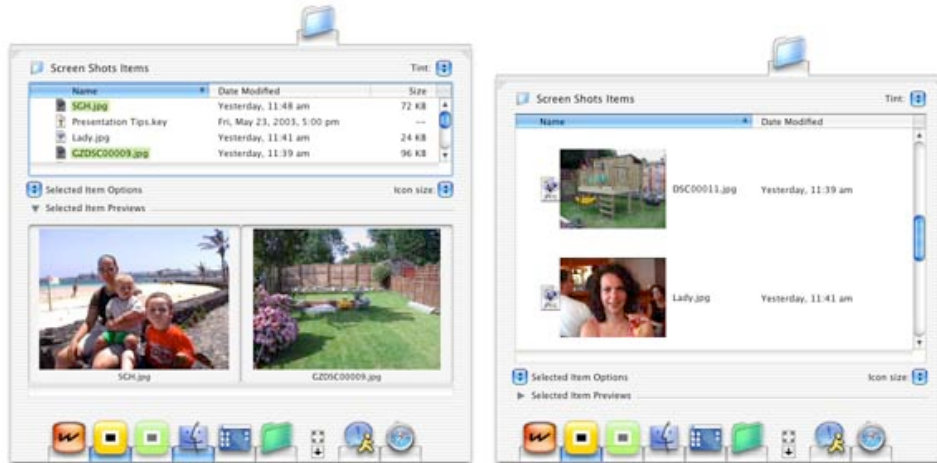 Screen Shots Items
Tint:
Name Date Modified Size
SGH.jpg Yesterday, 11:48 am 72 KB
Presentation Tips.key Fri, May 23, 2003, 5:00 pm --
Lady.jpg Yesterday, 11:41 am 24 KB
GZDSC00009.jpg Yesterday, 11:39 am 96 KB
Selected Item Options
Icon size:
Selected Item Previews
SGH.jpg
GZDSC00009.jpg
Screen Shots Items
Tint:
Name Date Modified
DSC00011.jpg Yesterday, 11:39 am
Lady.jpg Yesterday, 11:41 am
Selected Item Options
Icon size:
Selected Item Previews